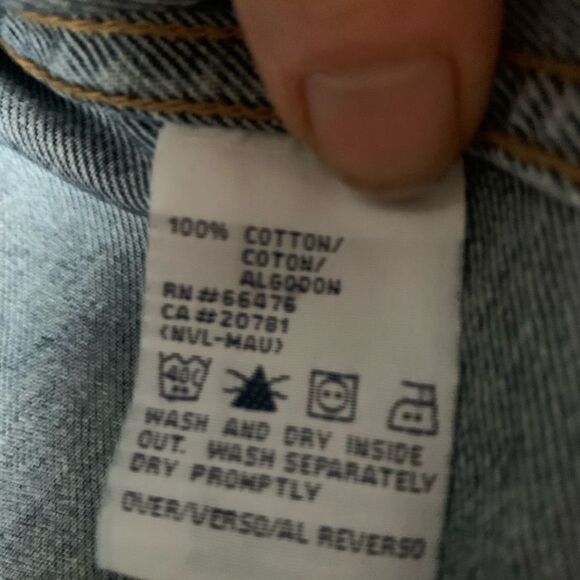 100% COTTON/
COTON/
ALGODON
RN#66476
CA#20781
(NVL-MAU)
40
WASH AND DRY INSIDE
OUT. WASH SEPARATELY
DRY PROMPTLY
OVER/VERSO/AL REVERSO